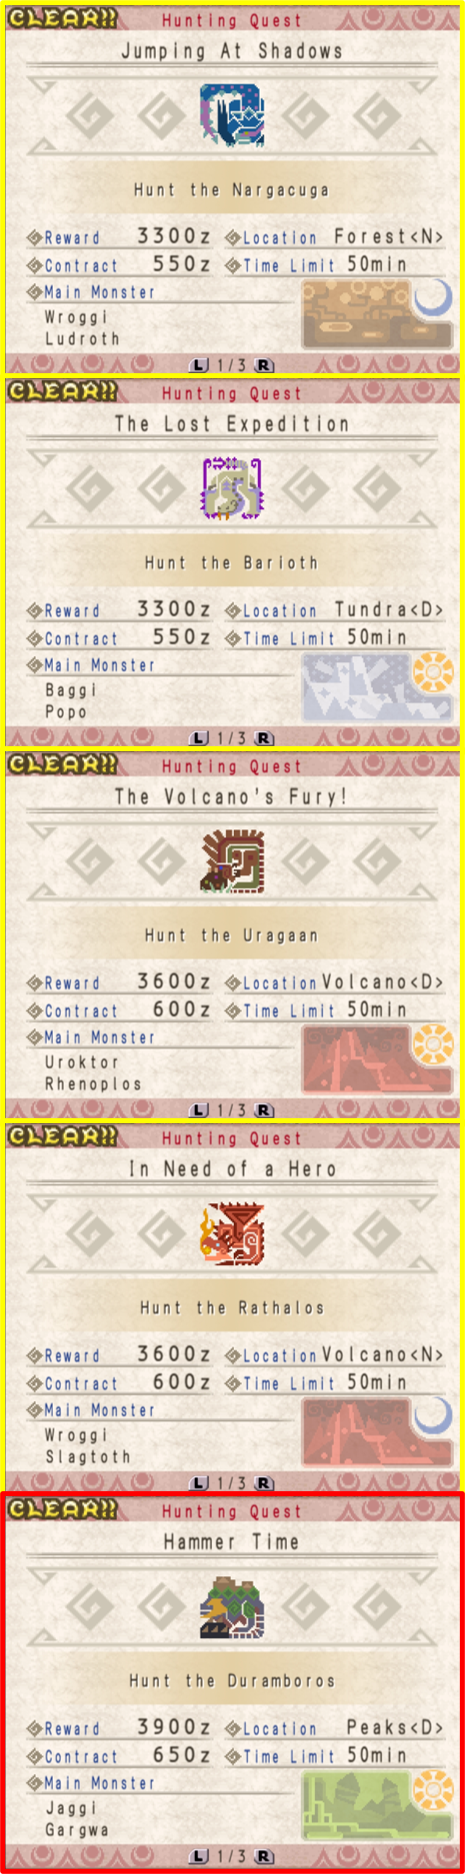 CLEAR!!
Hunting Quest
Jumping At Shadows
Hunt the Nargacuga
Reward 3300z Location Forest<N>
Contract 550z Time Limit 50min
Main Monster
Wroggi
Ludroth
L 1/3 R
CLEAR!!
Hunting Quest
The Lost Expedition
Hunt the Barioth
Reward 3300z Location Tundra<D>
Contract 550z Time Limit 50min
Main Monster
Baggi
Popo
L 1/3 R
CLEAR!!
Hunting Quest
The Volcano's Fury!
Hunt the Uragaan
Reward 3600z Location Volcano<D>
Contract 600z Time Limit 50min
Main Monster
Uroktor
Rhenoplos
L 1/3 R
CLEAR!!
Hunting Quest
In Need of a Hero
Hunt the Rathalos
Reward 3600z Location Volcano<N>
Contract 600z Time Limit 50min
Main Monster
Wroggi
Slagtoth
L 1/3 R
CLEAR!!
Hunting Quest
Hammer Time
Hunt the Duramboros
Reward 3900z Location Peaks<D>
Contract 650z Time Limit 50min
Main Monster
Jaggi
Gargwa
L 1/3 R